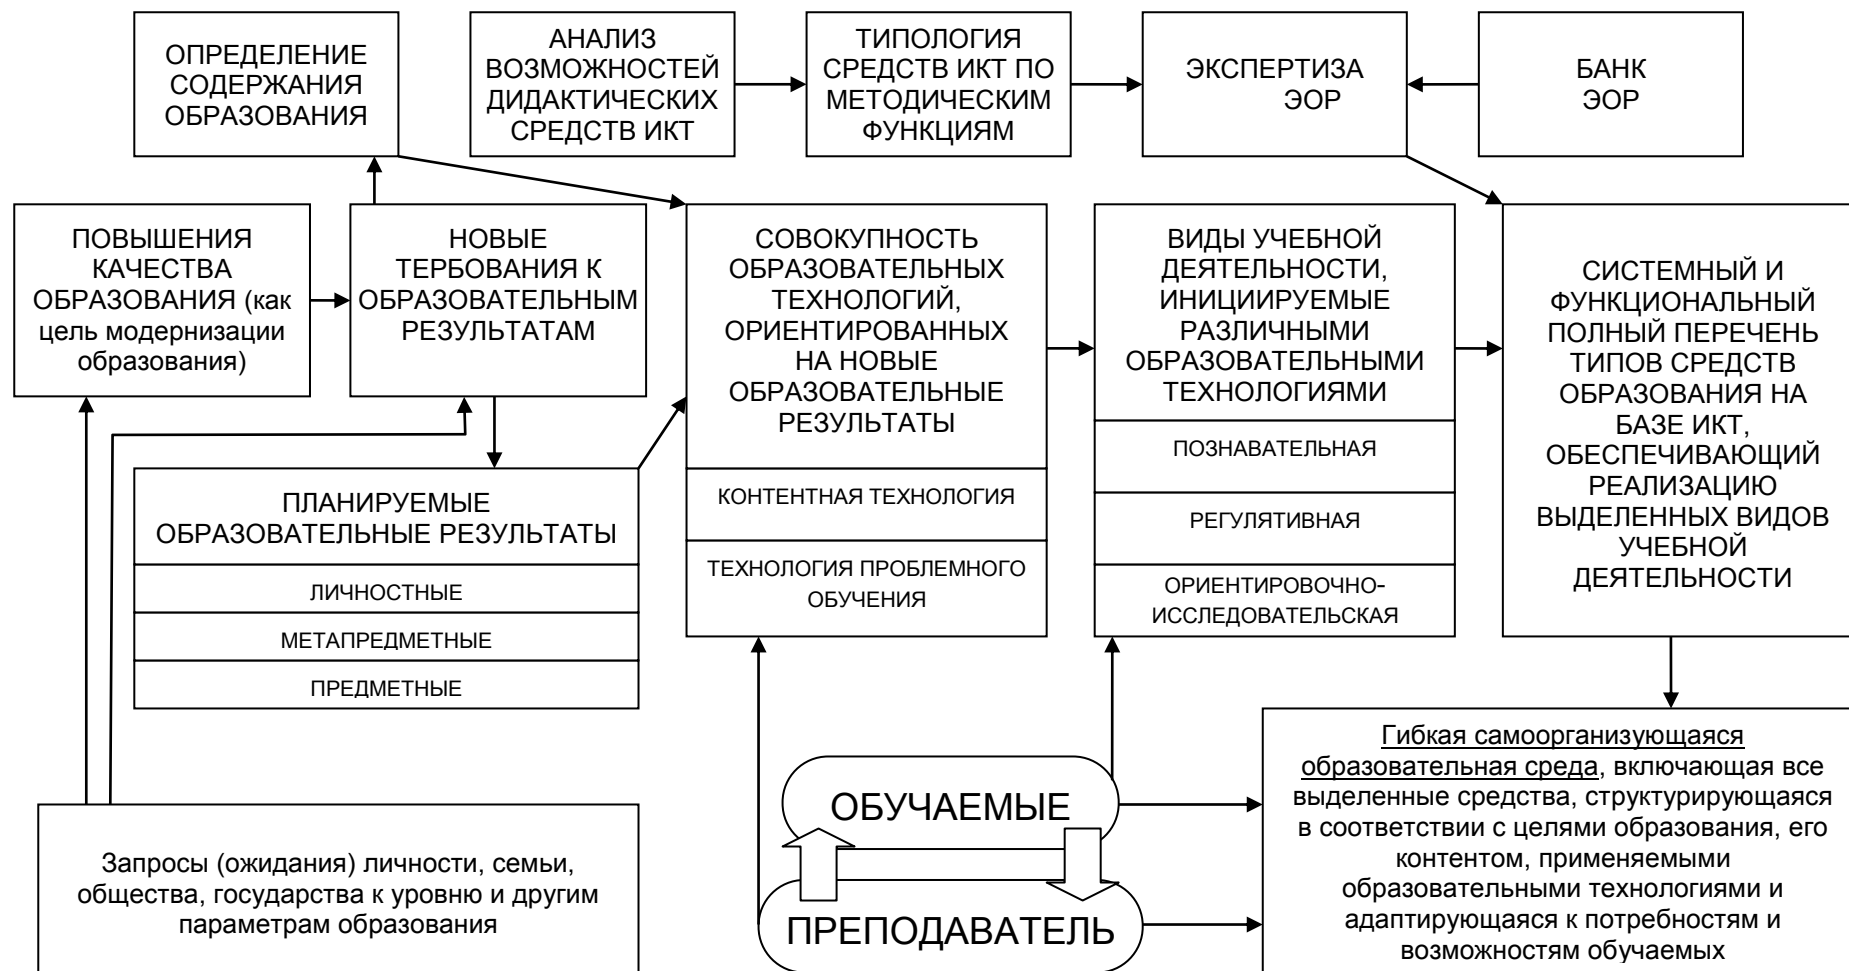 ОПРЕДЕЛЕНИЕ
СОДЕРЖАНИЯ
ОБРАЗОВАНИЯ
АНАЛИЗ
ВОЗМОЖНОСТЕЙ
ДИДАКТИЧЕСКИХ
СРЕДСТВ ИКТ
ТИПОЛОГИЯ
СРЕДСТВ ИКТ ПО
МЕТОДИЧЕСКИМ
ФУНКЦИЯМ
ЭКСПЕРТИЗА
ЭОР
БАНК
ЭОР
ПОВЫШЕНИЯ
КАЧЕСТВА
ОБРАЗОВАНИЯ (как
цель модернизации
образования)
НОВЫЕ
ТЕРБОВАНИЯ К
ОБРАЗОВАТЕЛЬНЫМ
РЕЗУЛЬТАТАМ
СОВОКУПНОСТЬ
ОБРАЗОВАТЕЛЬНЫХ
ТЕХНОЛОГИЙ,
ОРИЕНТИРОВАННЫХ
НА НОВЫЕ
ОБРАЗОВАТЕЛЬНЫЕ
РЕЗУЛЬТАТЫ
КОНТЕНТНАЯ ТЕХНОЛОГИЯ
ТЕХНОЛОГИЯ ПРОБЛЕМНОГО
ОБУЧЕНИЯ
ВИДЫ УЧЕБНОЙ
ДЕЯТЕЛЬНОСТИ,
ИНИЦИИРУЕМЫЕ
РАЗЛИЧНЫМИ
ОБРАЗОВАТЕЛЬНЫМИ
ТЕХНОЛОГИЯМИ
ПОЗНАВАТЕЛЬНАЯ
РЕГУЛЯТИВНАЯ
ОРИЕНТИРОВОЧНО-
ИССЛЕДОВАТЕЛЬСКАЯ
СИСТЕМНЫЙ И
ФУНКЦИОНАЛЬНЫЙ
ПОЛНЫЙ ПЕРЕЧЕНЬ
ТИПОВ СРЕДСТВ
ОБРАЗОВАНИЯ НА
БАЗЕ ИКТ,
ОБЕСПЕЧИВАЮЩИЙ
РЕАЛИЗАЦИЮ
ВЫДЕЛЕННЫХ ВИДОВ
УЧЕБНОЙ
ДЕЯТЕЛЬНОСТИ
ПЛАНИРУЕМЫЕ
ОБРАЗОВАТЕЛЬНЫЕ РЕЗУЛЬТАТЫ
ЛИЧНОСТНЫЕ
МЕТАПРЕДМЕТНЫЕ
ПРЕДМЕТНЫЕ
Запросы (ожидания) личности, семьи,
общества, государства к уровню и другим
параметрам образования
ОБУЧАЕМЫЕ
ПРЕПОДАВАТЕЛЬ
Гибкая самоорганизующаяся
образовательная среда, включающая все
выделенные средства, структурирующаяся
в соответствии с целями образования, его
контентом, применяемыми
образовательными технологиями и
адаптирующаяся к потребностям и
возможностям обучаемых